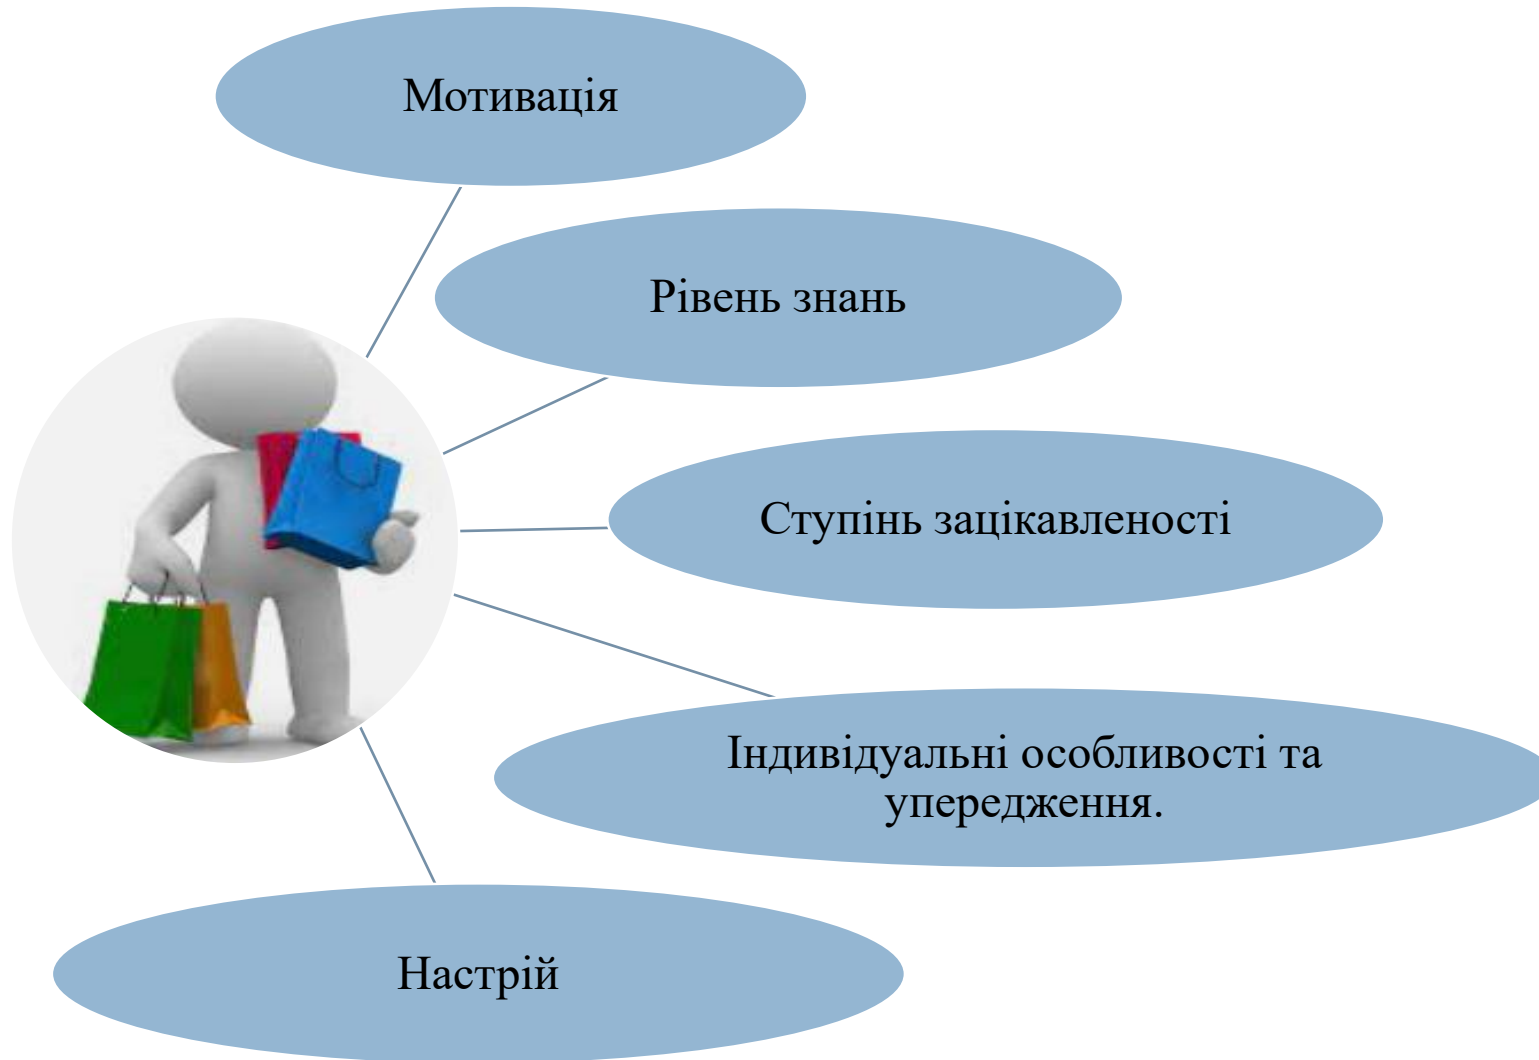 Мотивація
Рівень знань
Ступінь зацікавленості
Індивідуальні особливості та
упередження.
Настрій